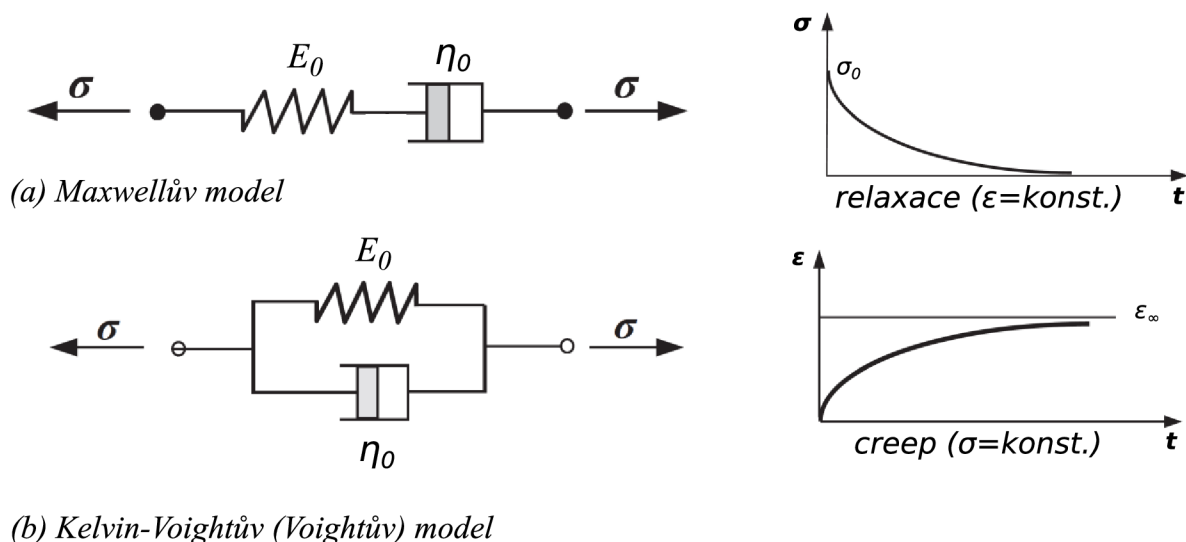 E₀
η₀
σ
σ
(a) Maxwellův model
σ
σ₀
relaxace (ε=konst.)
t
E₀
σ
σ
η₀
(b) Kelvin-Voightův (Voightův) model
ε
ε∞
creep (σ=konst.)
t